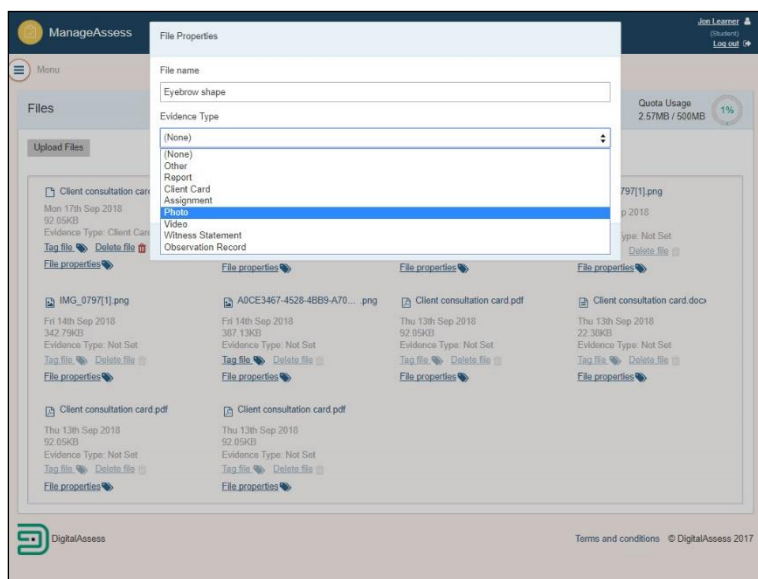 ManageAssess
Jon Learner
(Student)
Log out
Menu
File Properties
File name
Eyebrow shape
Evidence Type
(None)
(None)
Other
Report
Client Card
Assignment
Photo
Video
Witness Statement
Observation Record
Files
Quota Usage
2.57MB / 500MB
1%
Upload Files
Client consultation car
Mon 17th Sep 2018
92.05KB
Evidence Type: Client Car
Tag file Delete file
File properties
File properties
File properties
797[1].png
p 2018
ype: Not Set
Delete file
File properties
IMG_0797[1].png
Fri 14th Sep 2018
342.79KB
Evidence Type: Not Set
Tag file Delete file
File properties
A0CE3467-4528-4BB9-A70... .png
Fri 14th Sep 2018
387.13KB
Evidence Type: Not Set
Tag file Delete file
File properties
Client consultation card.pdf
Thu 13th Sep 2018
92.05KB
Evidence Type: Not Set
Tag file Delete file
File properties
Client consultation card.docx
Thu 13th Sep 2018
22.38KB
Evidence Type: Not Set
Tag file Delete file
File properties
Client consultation card.pdf
Thu 13th Sep 2018
92.05KB
Evidence Type: Not Set
Tag file Delete file
File properties
Client consultation card.pdf
Thu 13th Sep 2018
92.05KB
Evidence Type: Not Set
Tag file Delete file
File properties
DigitalAssess
Terms and conditions © DigitalAssess 2017